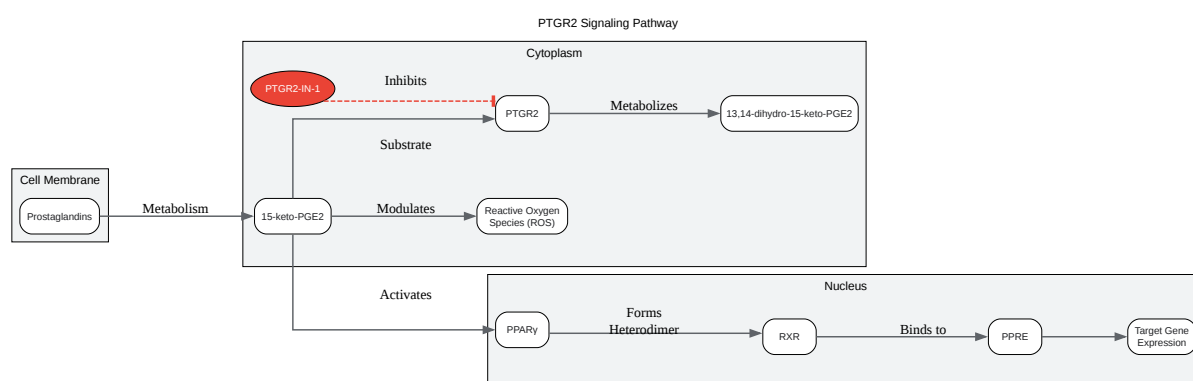 PTGR2 Signaling Pathway
Cytoplasm
PTGR2-IN-1
Inhibits
PTGR2
Metabolizes
13,14-dihydro-15-keto-PGE2
Substrate
Cell Membrane
Prostaglandins
Metabolism
15-keto-PGE2
Modulates
Reactive Oxygen
Species (ROS)
Activates
Nucleus
PPARγ
Forms
Heterodimer
RXR
Binds to
PPRE
Target Gene
Expression